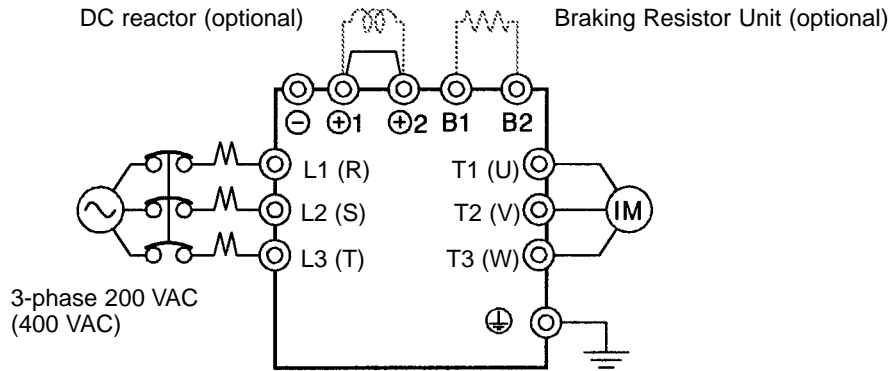 DC reactor (optional)
Braking Resistor Unit (optional)
⊖ ⊕1 ⊕2 B1 B2
L1 (R) T1 (U)
L2 (S) T2 (V) IM
L3 (T) T3 (W)
3-phase 200 VAC
(400 VAC)